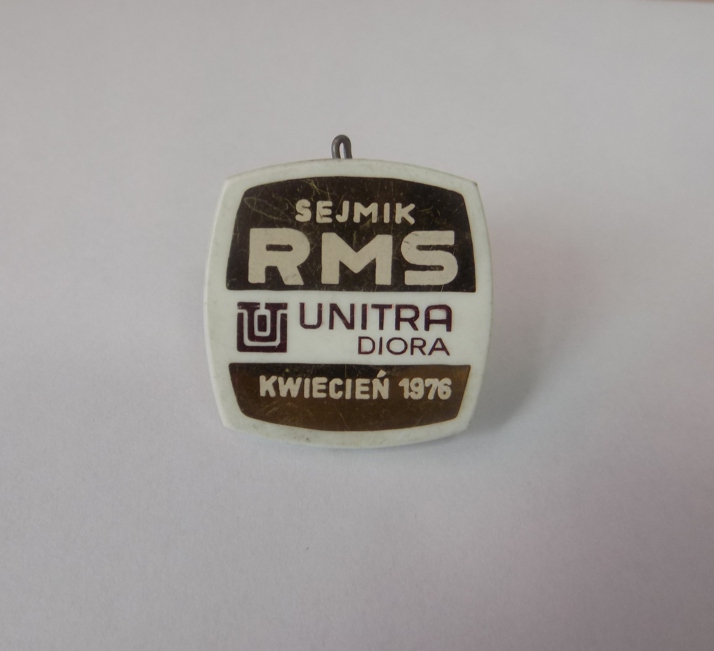 SEJMIK
RMS
UNITRA
DIORA
KWIECIEŃ 1976